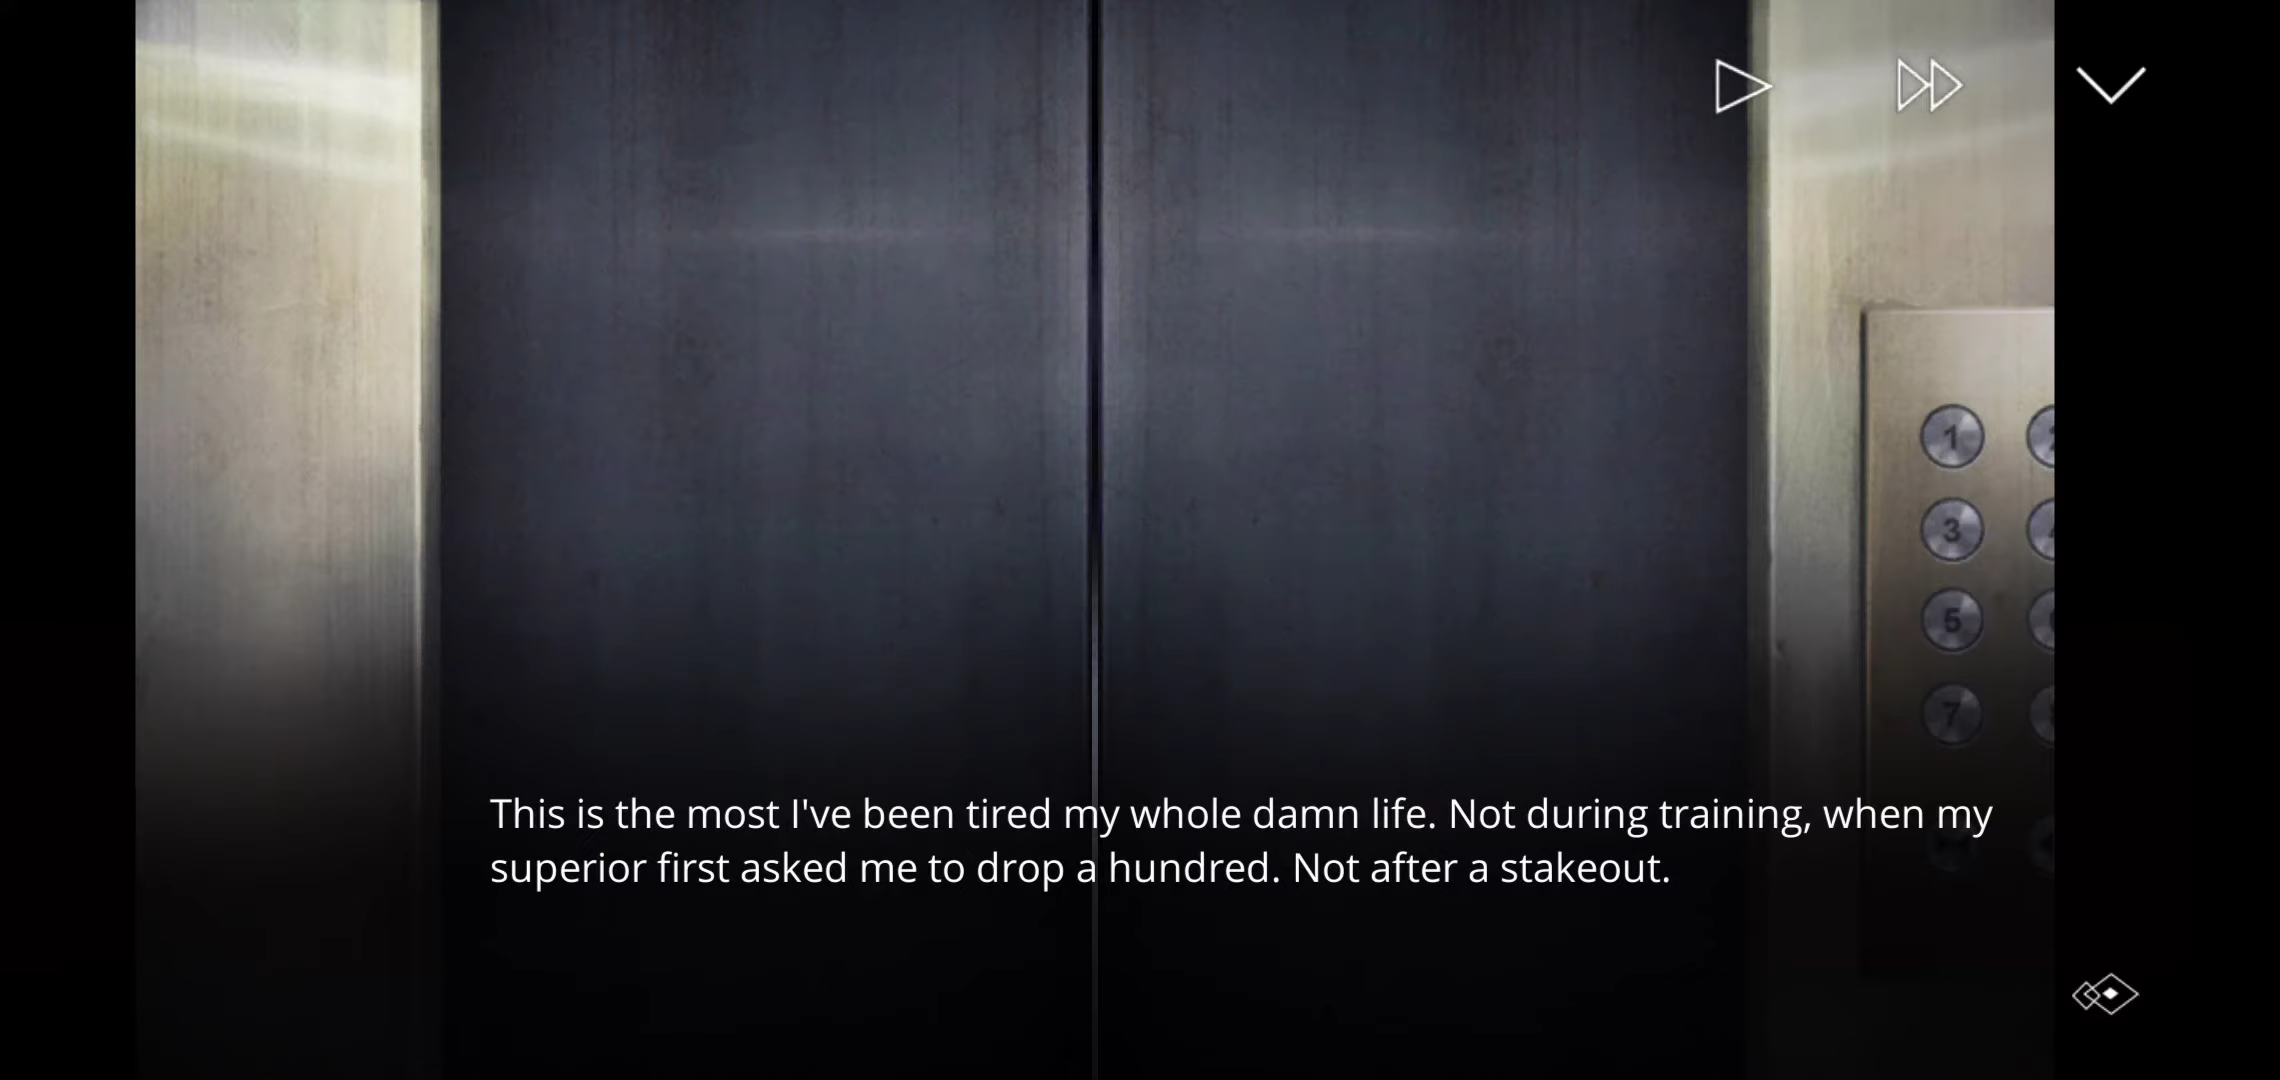 1
3
5
7
This is the most I've been tired my whole damn life. Not during training, when my
superior first asked me to drop a hundred. Not after a stakeout.